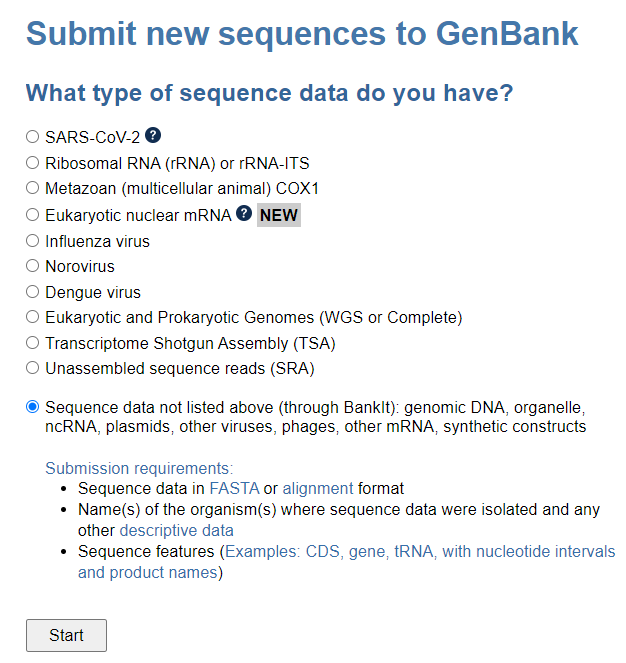 Submit new sequences to GenBank
What type of sequence data do you have?
SARS-CoV-2 ?
Ribosomal RNA (rRNA) or rRNA-ITS
Metazoan (multicellular animal) COX1
Eukaryotic nuclear mRNA ? NEW
Influenza virus
Norovirus
Dengue virus
Eukaryotic and Prokaryotic Genomes (WGS or Complete)
Transcriptome Shotgun Assembly (TSA)
Unassembled sequence reads (SRA)
Sequence data not listed above (through BankIt): genomic DNA, organelle,
ncRNA, plasmids, other viruses, phages, other mRNA, synthetic constructs
Submission requirements:
• Sequence data in FASTA or alignment format
• Name(s) of the organism(s) where sequence data were isolated and any
other descriptive data
• Sequence features (Examples: CDS, gene, tRNA, with nucleotide intervals
and product names)
Start